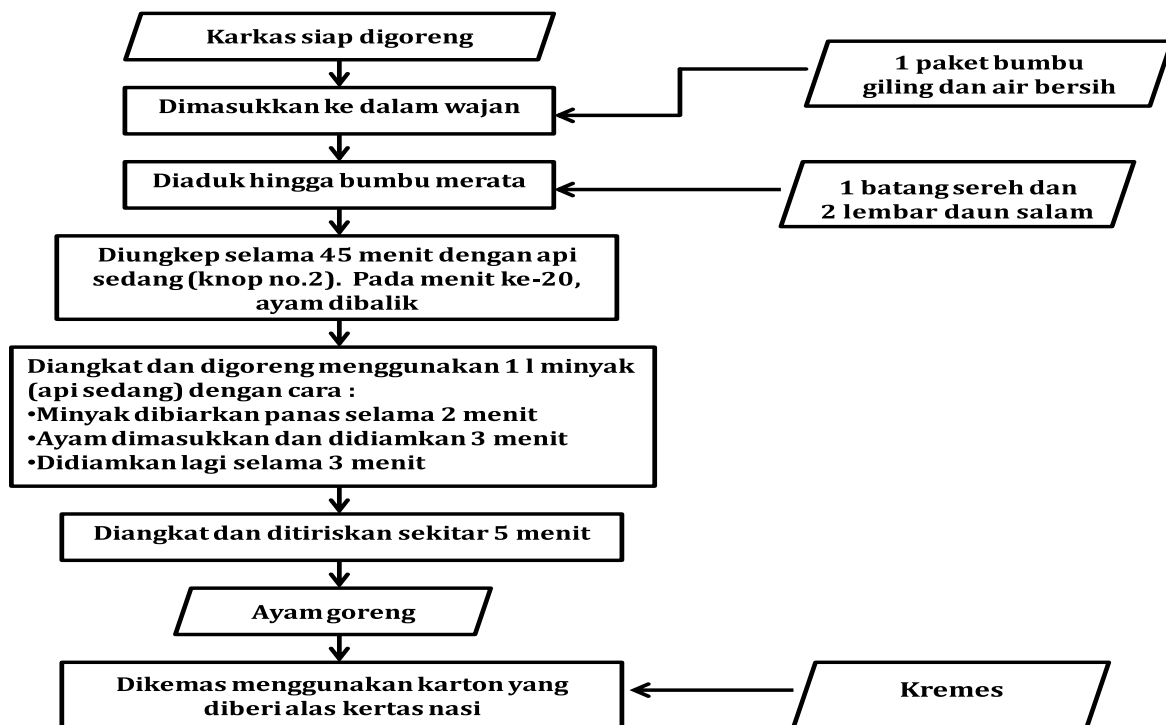 Karkas siap digoreng
1 paket bumbu
giling dan air bersih
Dimasukkan ke dalam wajan
Diaduk hingga bumbu merata
1 batang sereh dan
2 lembar daun salam
Diungkep selama 45 menit dengan api
sedang (knop no.2). Pada menit ke-20,
ayam dibalik
Diangkat dan digoreng menggunakan 1 l minyak
(api sedang) dengan cara :
•Minyak dibiarkan panas selama 2 menit
•Ayam dimasukkan dan didiamkan 3 menit
•Didiamkan lagi selama 3 menit
Diangkat dan ditiriskan sekitar 5 menit
Ayam goreng
Dikemas menggunakan karton yang
diberi alas kertas nasi
Kremes